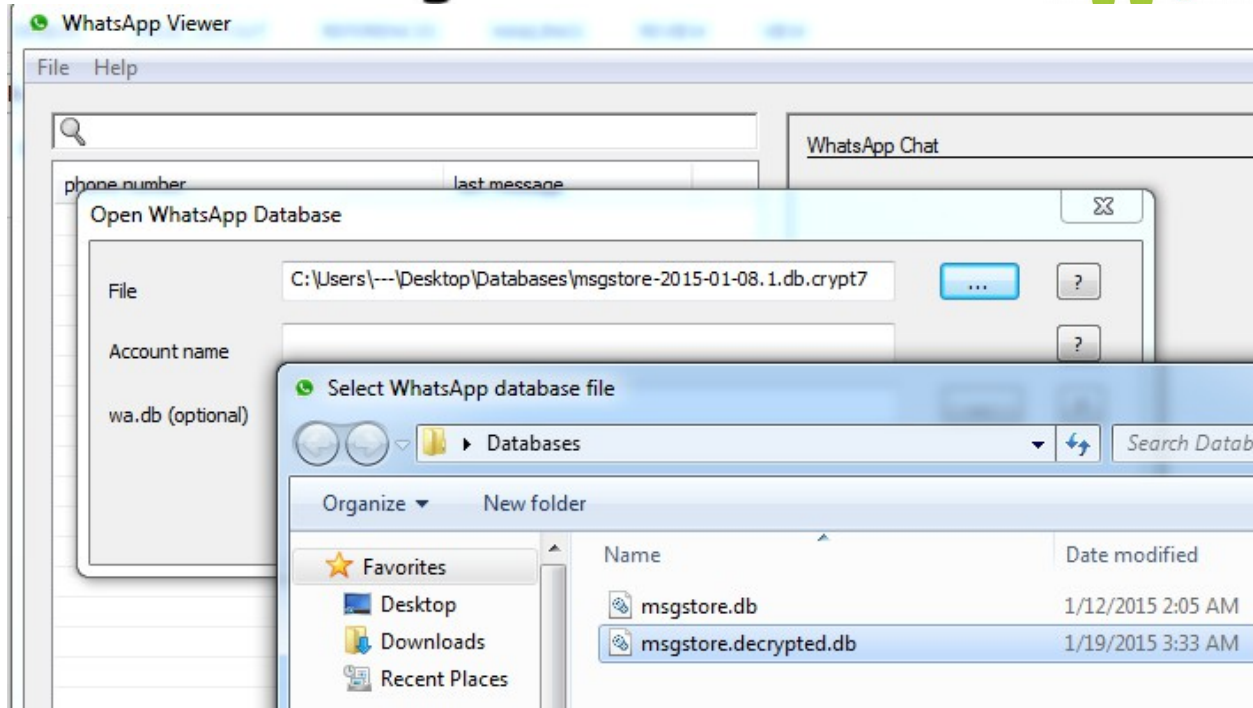 WhatsApp Viewer
File Help
WhatsApp Chat
phone number last message
Open WhatsApp Database
File C:\Users\---\Desktop\Databases\msgstore-2015-01-08.1.db.crypt7 ... ?
Account name ?
Select WhatsApp database file
wa.db (optional)
Databases Search Datab
Organize New folder
Name Date modified
Favorites
Desktop msgstore.db 1/12/2015 2:05 AM
Downloads msgstore.decrypted.db 1/19/2015 3:33 AM
Recent Places